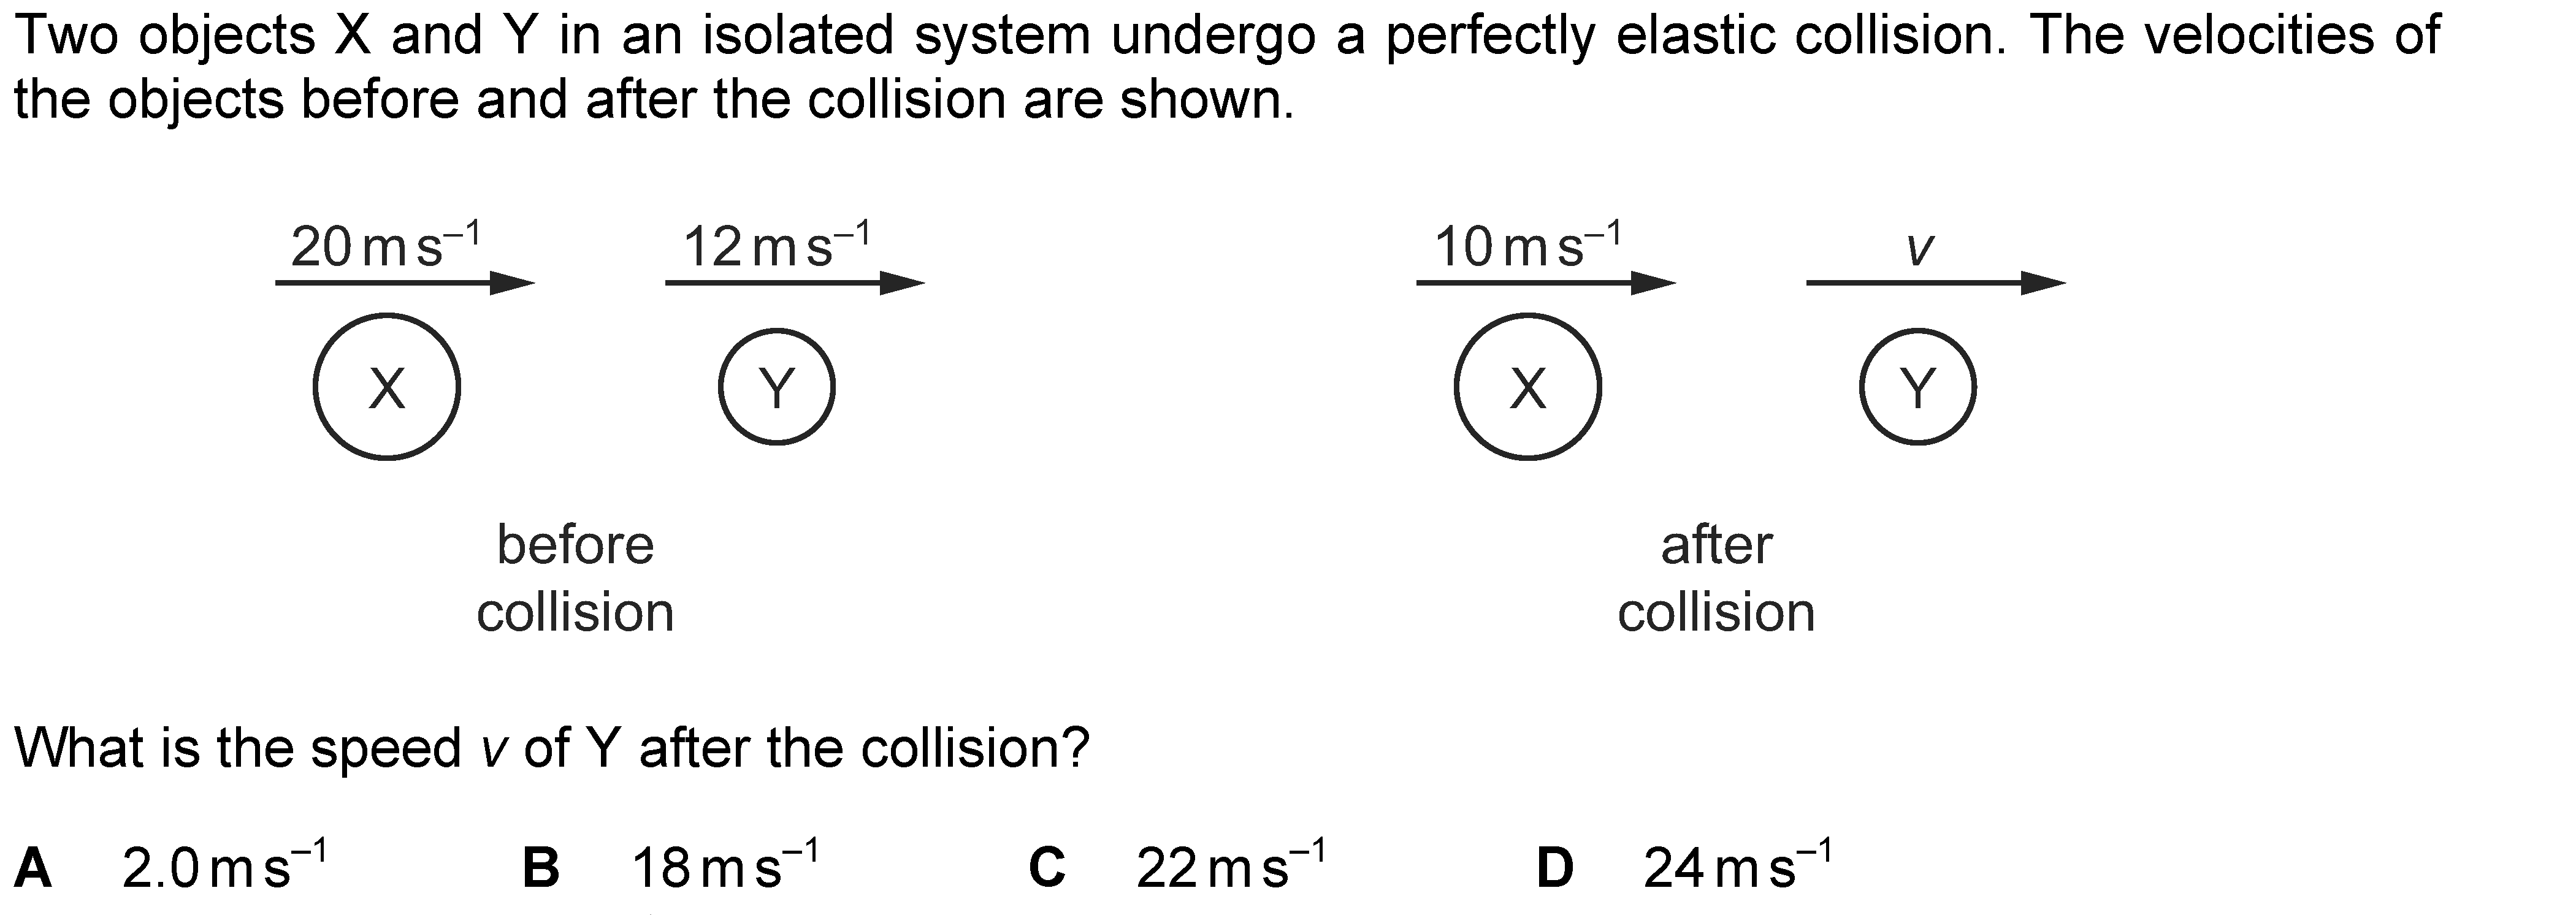 Two objects X and Y in an isolated system undergo a perfectly elastic collision. The velocities of
the objects before and after the collision are shown.
20 m s⁻¹ 12 m s⁻¹ 10 m s⁻¹ v
X Y X Y
before after
collision collision
What is the speed v of Y after the collision?
A 2.0 m s⁻¹ B 18 m s⁻¹ C 22 m s⁻¹ D 24 m s⁻¹